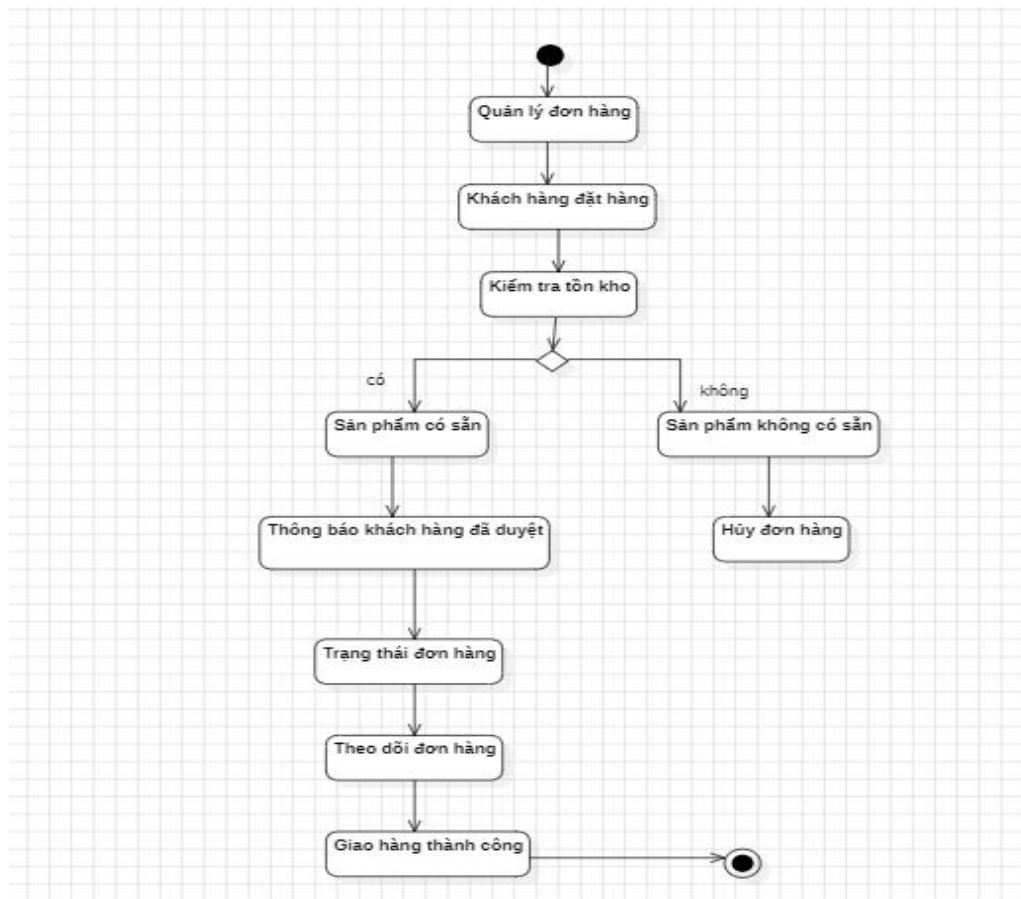 Quản lý đơn hàng
Khách hàng đặt hàng
Kiểm tra tồn kho
có
không
Sản phẩm có sẵn
Sản phẩm không có sẵn
Thông báo khách hàng đã duyệt
Hủy đơn hàng
Trạng thái đơn hàng
Theo dõi đơn hàng
Giao hàng thành công